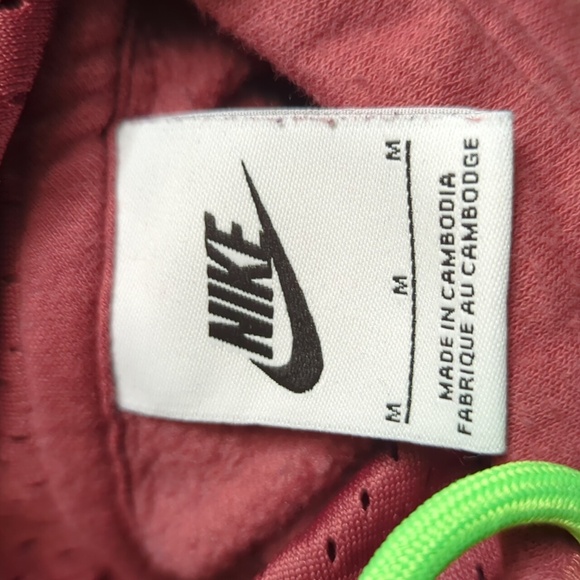 NIKE
M M M
MADE IN CAMBODIA
FABRIQUE AU CAMBODGE